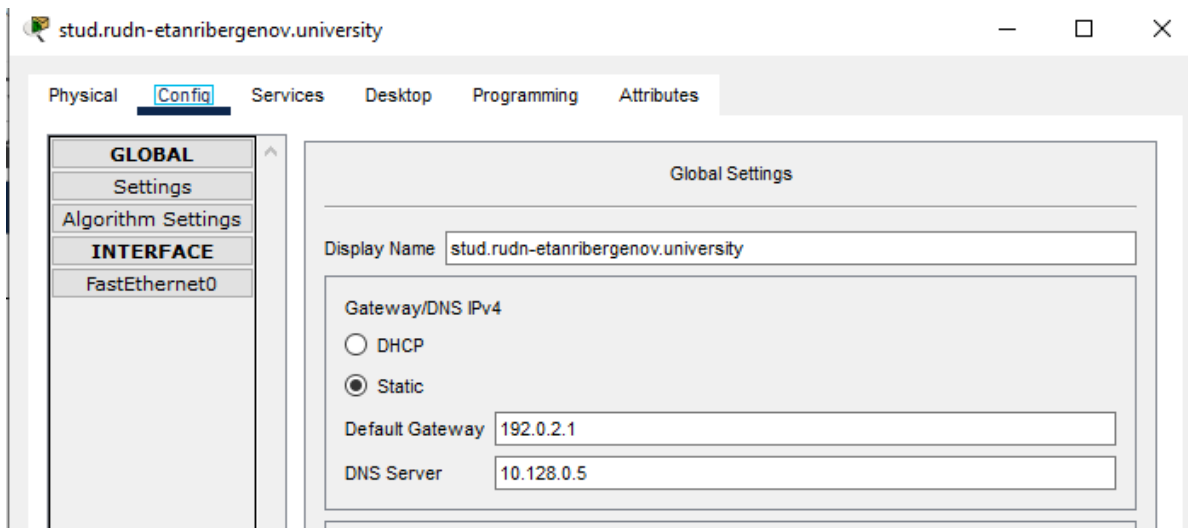 stud.rudn-etanribergenov.university
Physical Config Services Desktop Programming Attributes
GLOBAL
Settings
Algorithm Settings
INTERFACE
FastEthernet0
Global Settings
Display Name stud.rudn-etanribergenov.university
Gateway/DNS IPv4
DHCP
Static
Default Gateway 192.0.2.1
DNS Server 10.128.0.5